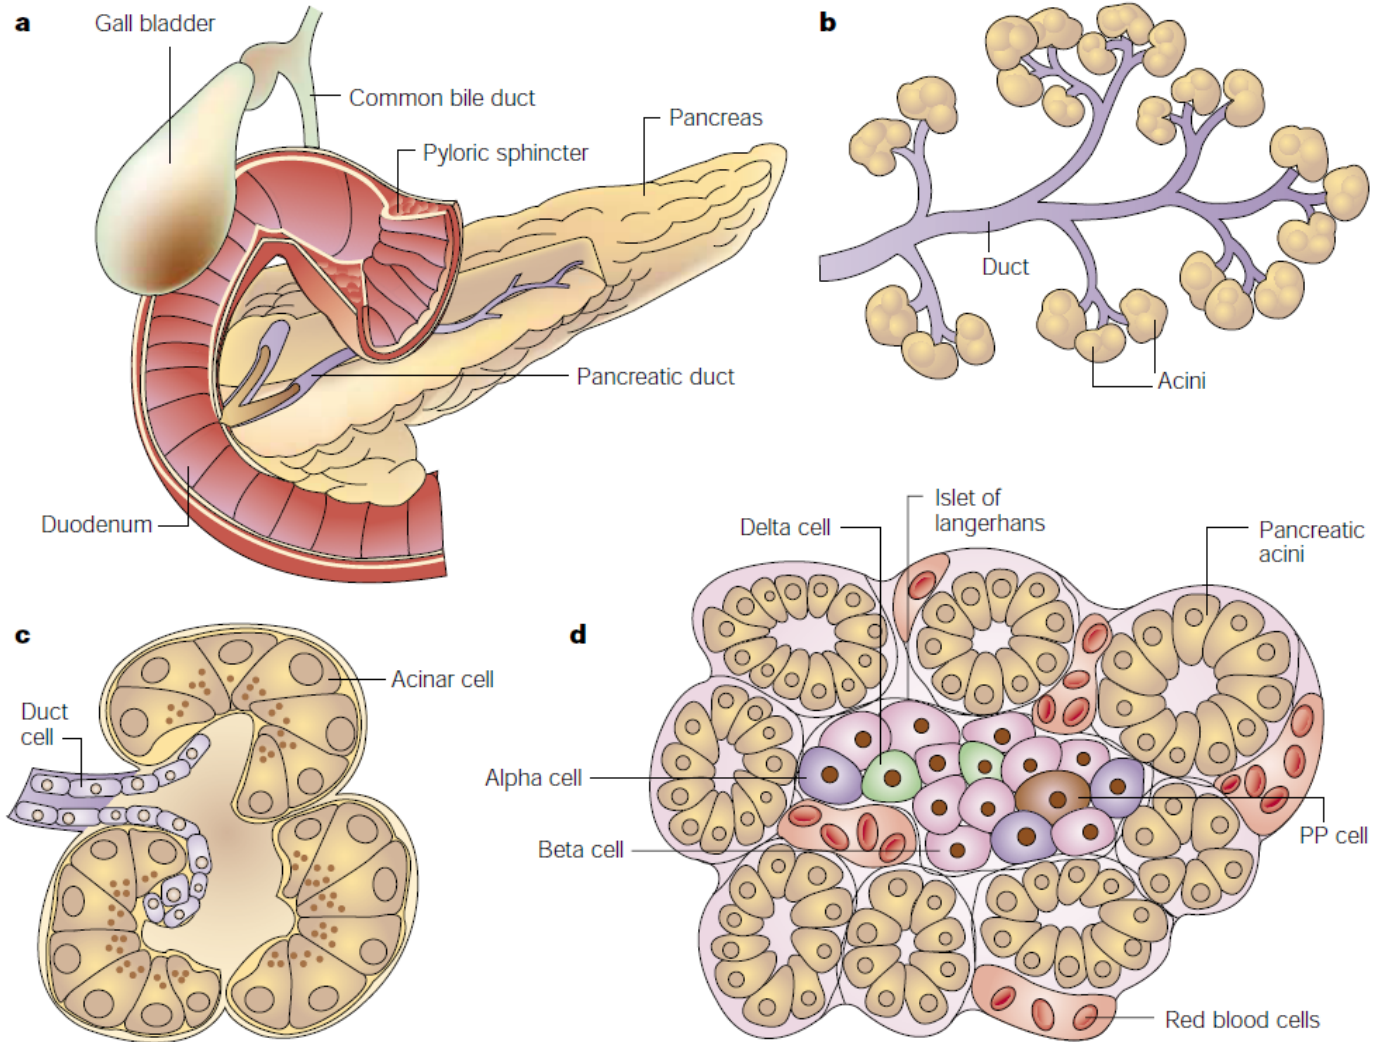 a
Gall bladder
Common bile duct
Pyloric sphincter
Pancreas
Pancreatic duct
Duodenum
b
Duct
Acini
c
Acinar cell
Duct
cell
d
Delta cell
Islet of
langerhans
Pancreatic
acini
Alpha cell
Beta cell
PP cell
Red blood cells